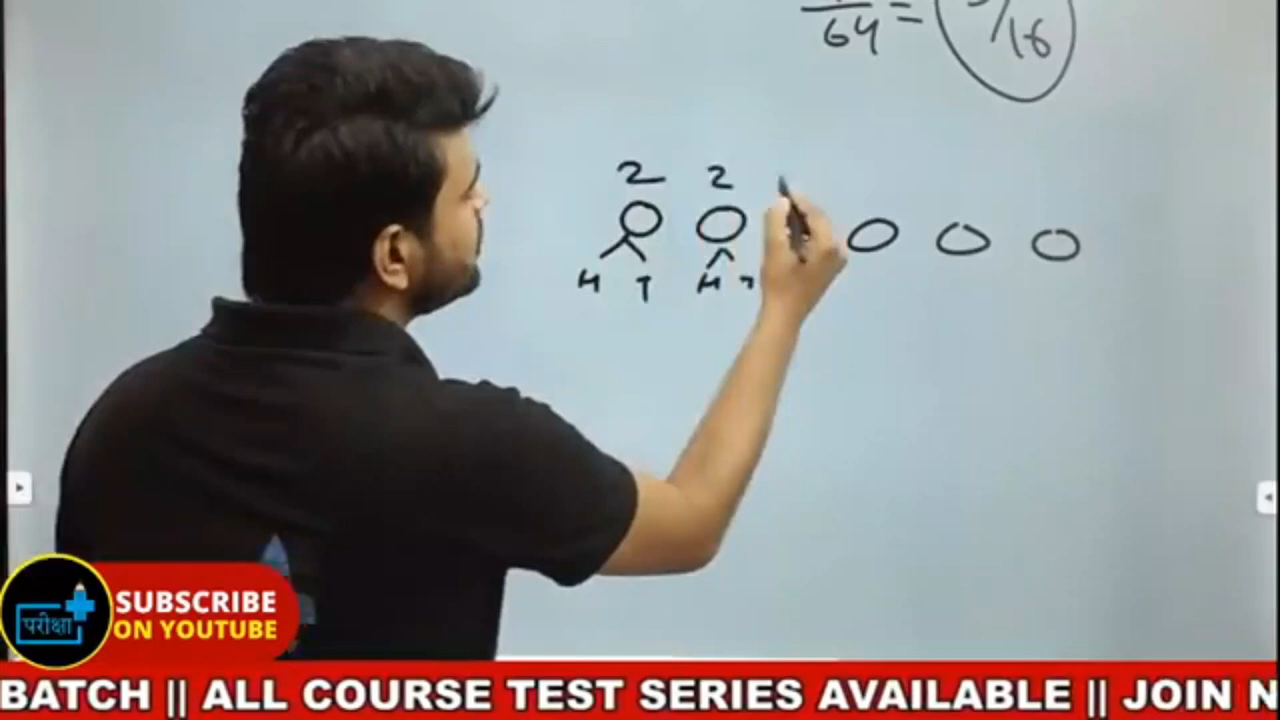 64 = /16
2 2
H T H T
परीक्षा
SUBSCRIBE
ON YOUTUBE
BATCH || ALL COURSE TEST SERIES AVAILABLE || JOIN N